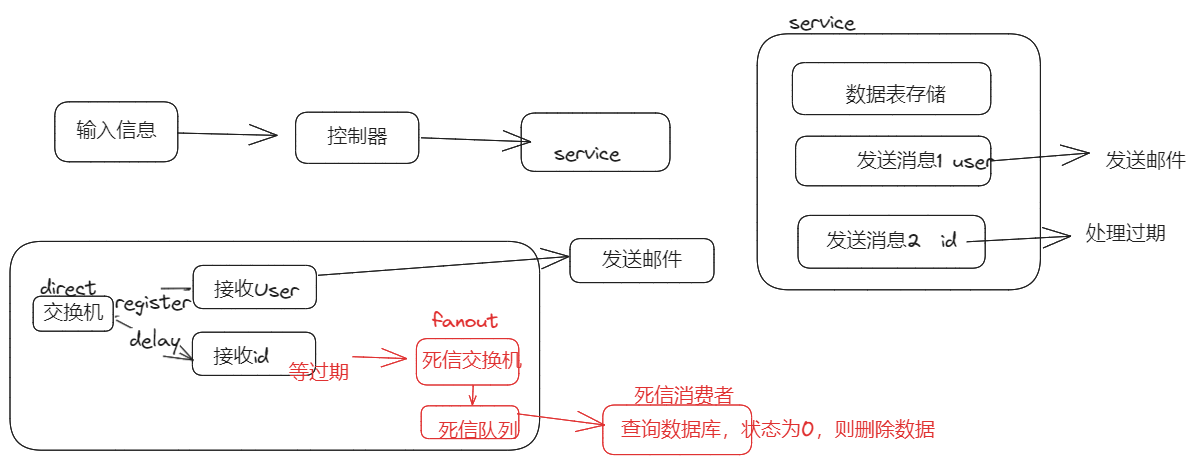 service
输入信息
控制器
service
数据表存储
发送消息1 user
发送邮件
发送消息2 id
处理过期
direct
交换机
register
接收User
发送邮件
delay
接收id
等过期
fanout
死信交换机
死信队列
死信消费者
查询数据库，状态为0，则删除数据